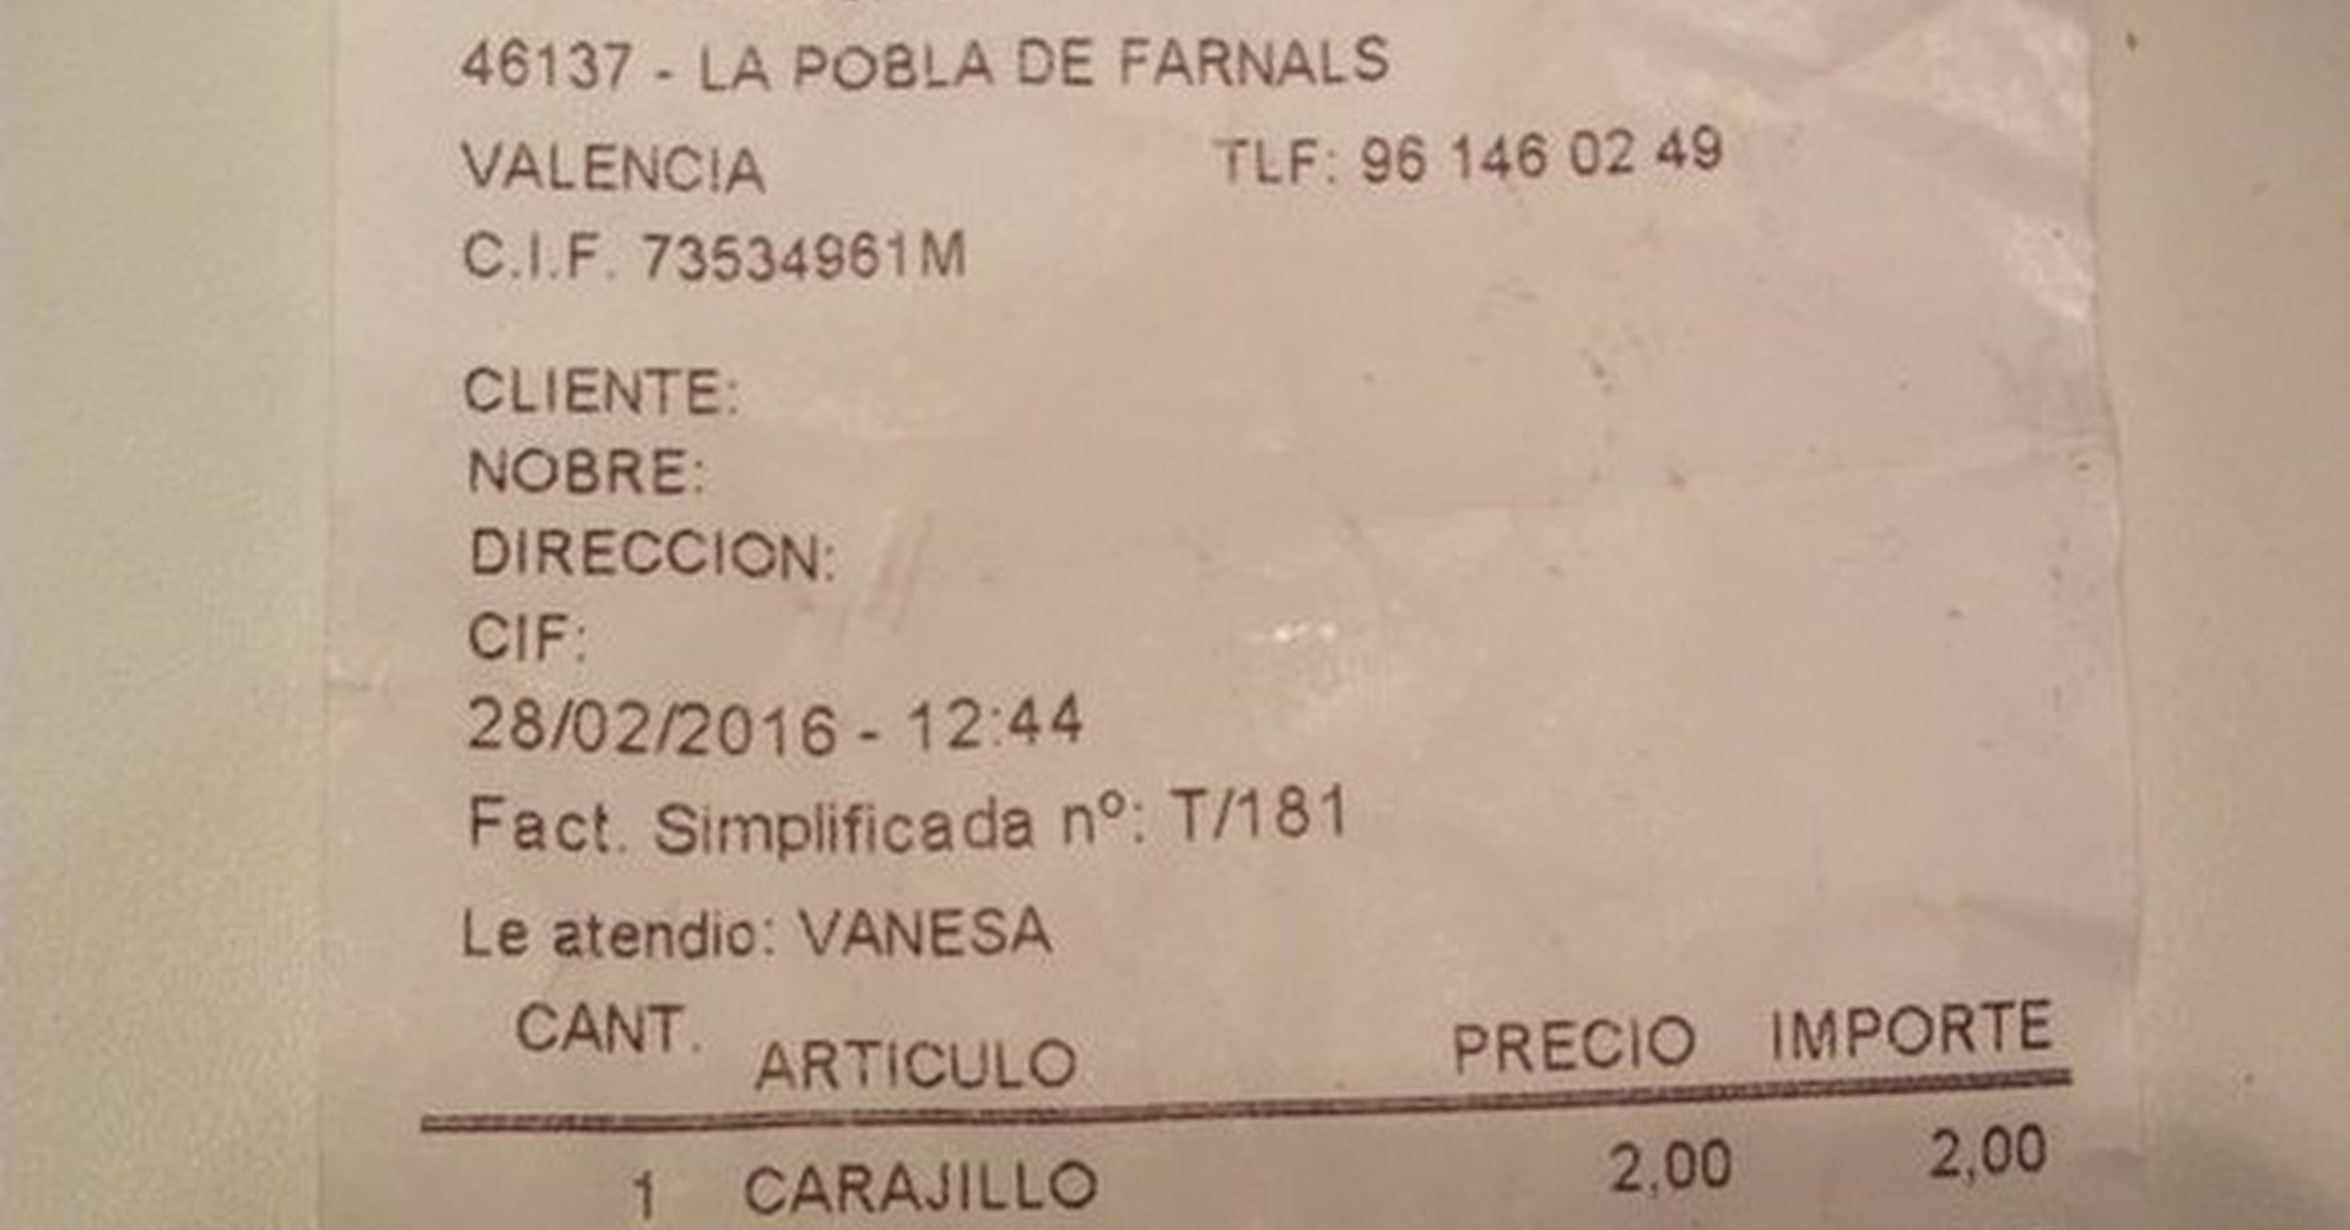 46137 - LA POBLA DE FARNALS
VALENCIA TLF: 96 146 02 49
C.I.F. 73534961M
CLIENTE:
NOBRE:
DIRECCION:
CIF:
28/02/2016 - 12:44
Fact. Simplificada nº: T/181
Le atendio: VANESA
CANT. ARTICULO PRECIO IMPORTE
1 CARAJILLO 2,00 2,00